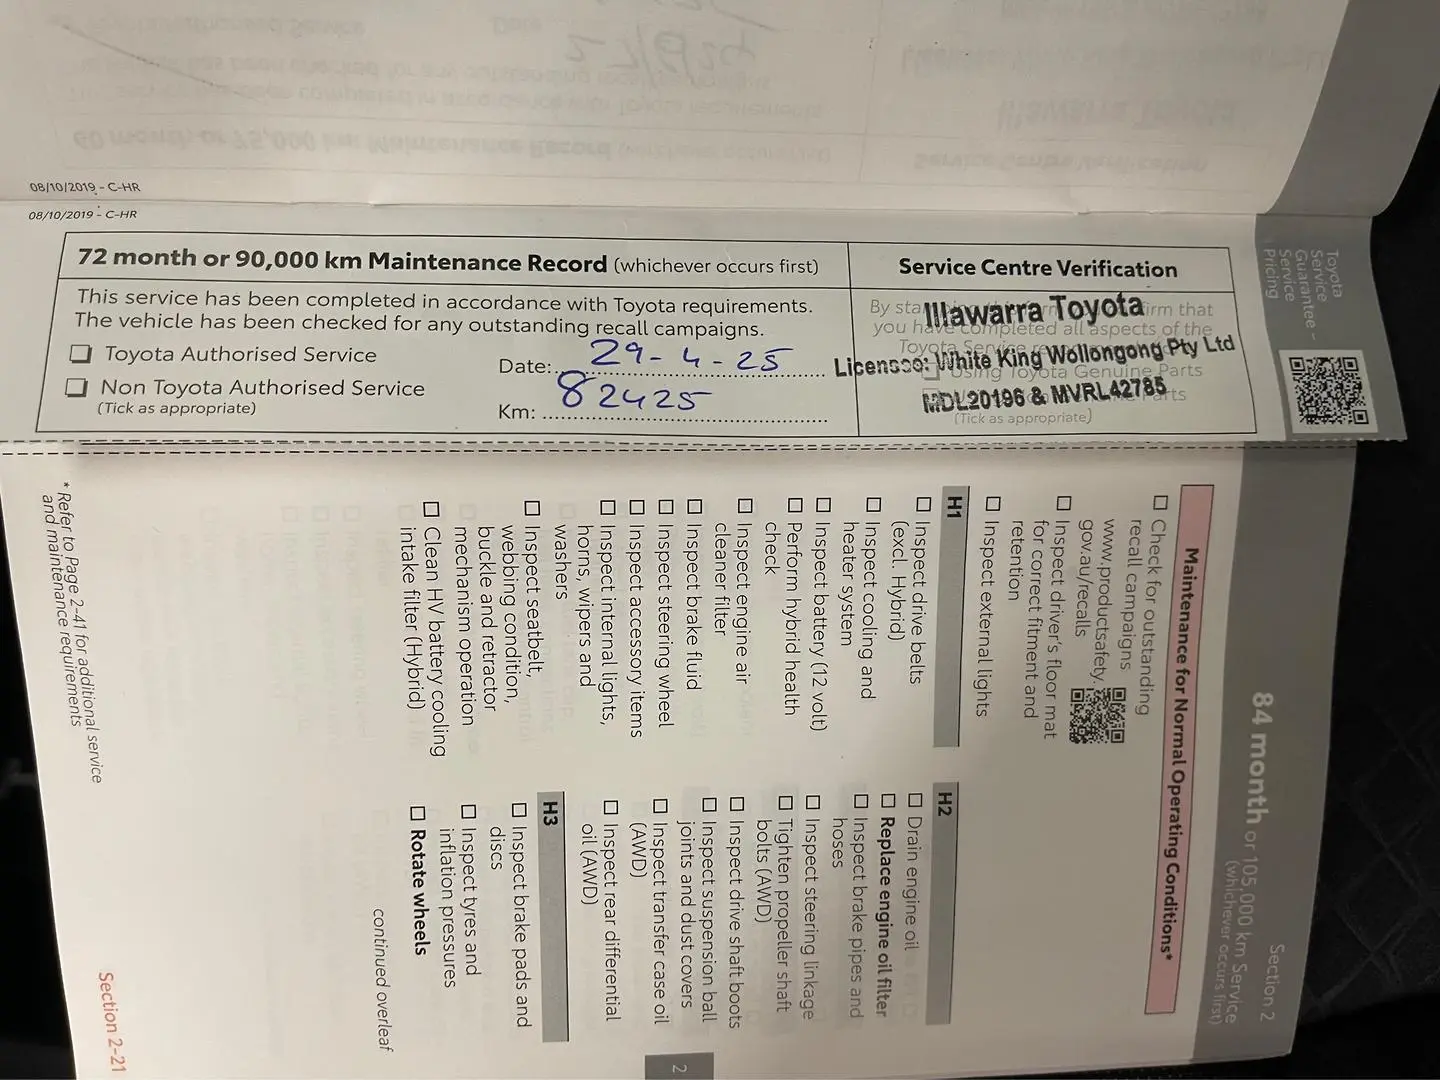 08/10/2019 - C-HR
08/10/2019 - C-HR
72 month or 90,000 km Maintenance Record (whichever occurs first)
This service has been completed in accordance with Toyota requirements.
The vehicle has been checked for any outstanding recall campaigns.
Toyota Authorised Service
Non Toyota Authorised Service
(Tick as appropriate)
Date: 29-4-25
Km: 82425
Service Centre Verification
Illawarra Toyota
Licensee: White King Wollongong Pty Ltd
MDL20196 & MVRL42785
you have completed all aspects of the
Using Toyota Genuine Parts
(Tick as appropriate)
Toyota
Service
Guarantee –
Service
Pricing
Section 2
84 month or 105,000 km Service
(whichever occurs first)
Maintenance for Normal Operating Conditions*
Check for outstanding
recall campaigns
www.productsafety.
gov.au/recalls
Inspect driver's floor mat
for correct fitment and
retention
Inspect external lights
H1
Inspect drive belts
(excl. Hybrid)
Inspect cooling and
heater system
Inspect battery (12 volt)
Perform hybrid health
check
Inspect engine air
cleaner filter
Inspect brake fluid
Inspect steering wheel
Inspect accessory items
Inspect internal lights,
horns, wipers and
washers
Inspect seatbelt,
webbing condition,
buckle and retractor
mechanism operation
Clean HV battery cooling
intake filter (Hybrid)
H2
Drain engine oil
Replace engine oil filter
Inspect brake pipes and
hoses
Inspect steering linkage
Tighten propeller shaft
bolts (AWD)
Inspect drive shaft boots
Inspect suspension ball
joints and dust covers
Inspect transfer case oil
(AWD)
Inspect rear differential
oil (AWD)
H3
Inspect brake pads and
discs
Inspect tyres and
inflation pressures
Rotate wheels
continued overleaf
* Refer to Page 2-41 for additional service
and maintenance requirements
Section 2-21
2